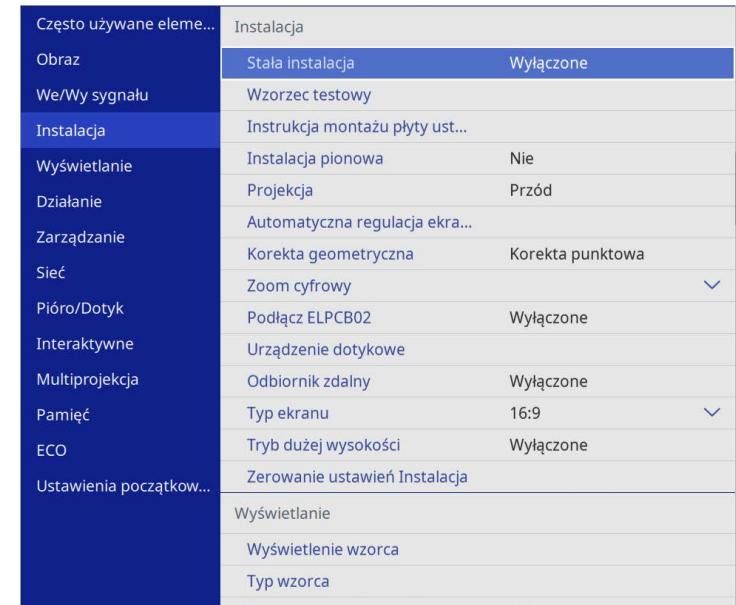 Często używane eleme...
Obraz
We/Wy sygnału
Instalacja
Wyświetlanie
Działanie
Zarządzanie
Sieć
Pióro/Dotyk
Interaktywne
Multiprojekcja
Pamięć
ECO
Ustawienia początkow...
Instalacja
Stała instalacja Wyłączone
Wzorzec testowy
Instrukcja montażu płyty ust...
Instalacja pionowa Nie
Projekcja Przód
Automatyczna regulacja ekra...
Korekta geometryczna Korekta punktowa
Zoom cyfrowy
Podłącz ELPCB02 Wyłączone
Urządzenie dotykowe
Odbiornik zdalny Wyłączone
Typ ekranu 16:9
Tryb dużej wysokości Wyłączone
Zerowanie ustawień Instalacja
Wyświetlanie
Wyświetlenie wzorca
Typ wzorca